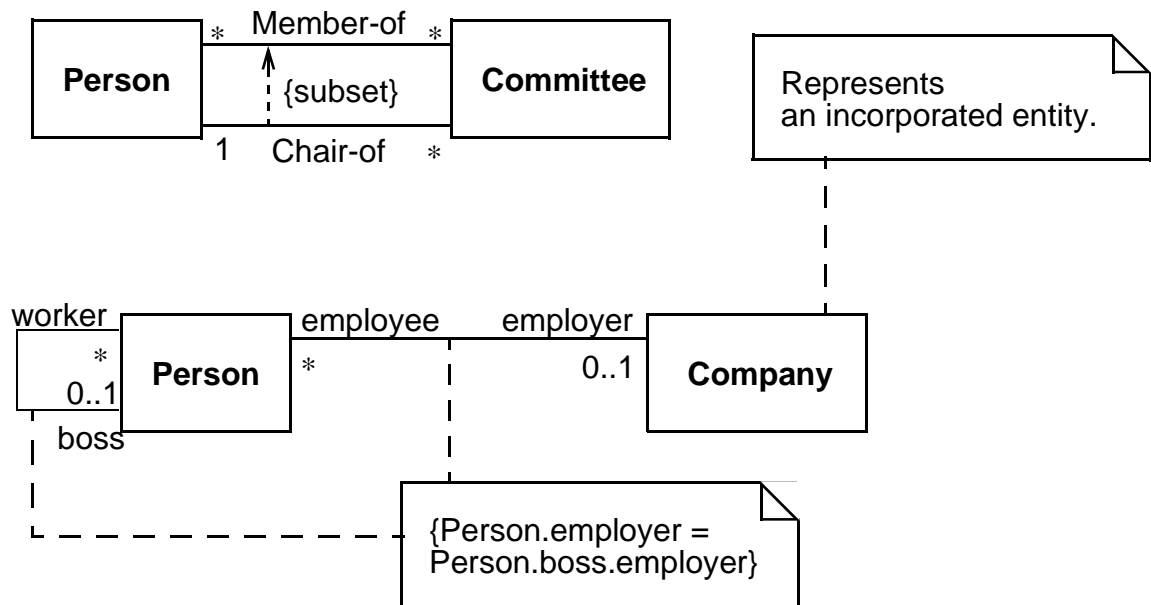 * Member-of *
Person
{subset}
Committee
1 Chair-of *
Represents
an incorporated entity.
worker
*
0..1
boss
Person
employee
*
employer
0..1
Company
{Person.employer =
Person.boss.employer}